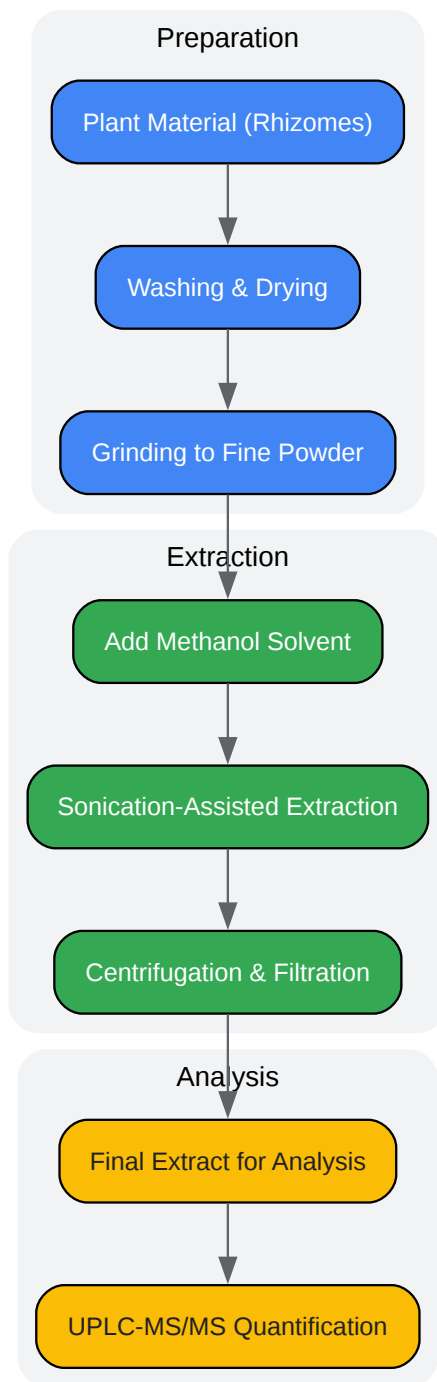 Preparation
Plant Material (Rhizomes)
Washing & Drying
Grinding to Fine Powder
Extraction
Add Methanol Solvent
Sonication-Assisted Extraction
Centrifugation & Filtration
Analysis
Final Extract for Analysis
UPLC-MS/MS Quantification